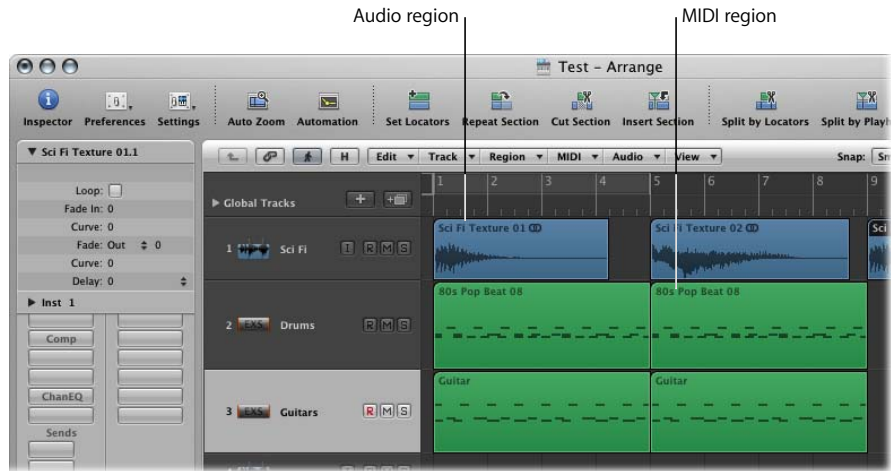 Audio region
MIDI region
Test – Arrange
Inspector Preferences Settings Auto Zoom Automation Set Locators Repeat Section Cut Section Insert Section Split by Locators Split by Playh
Sci Fi Texture 01.1
H Edit Track Region MIDI Audio View Snap: Sm
1 2 3 4 5 6 7 8 9
Loop:
Global Tracks
Fade In: 0
Curve: 0
Fade: Out 0
Curve: 0
Delay: 0
Inst 1
Sci Fi Texture 01
Sci Fi Texture 02
Sci
1 Sci Fi I R M S
80s Pop Beat 08
80s Pop Beat 08
2 EXS Drums R M S
Comp
ChanEQ
Sends
Guitar
Guitar
3 EXS Guitars R M S